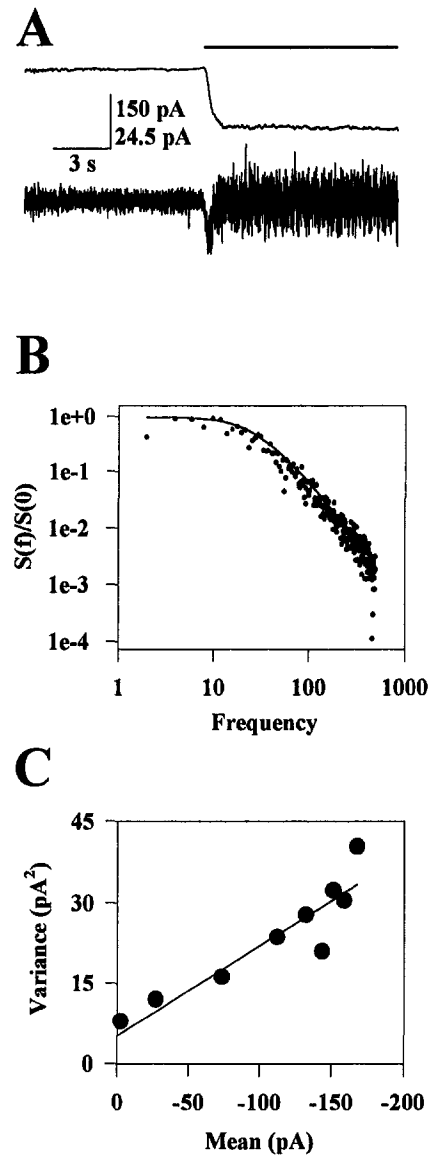 A
150 pA
24.5 pA
3 s
B
1e+0
1e-1
1e-2
1e-3
1e-4
S(f)/S(0)
1 10 100 1000
Frequency
C
45
30
15
0
Variance (pA²)
0 -50 -100 -150 -200
Mean (pA)